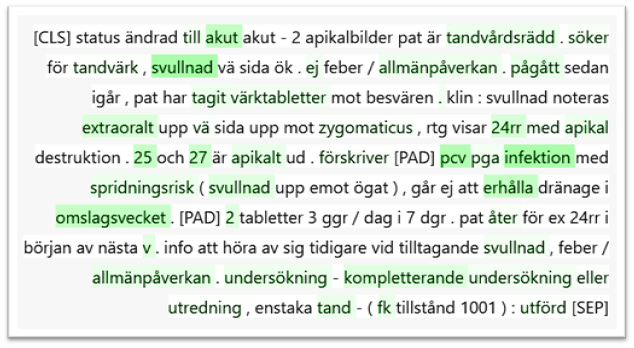 [CLS] status ändrad till akut akut - 2 apikalbilder pat är tandvårdsrädd . söker
för tandvärk , svullnad vä sida ök . ej feber / allmänpåverkan . pågått sedan
igår , pat har tagit värktabletter mot besvären . klin : svullnad noteras
extraoralt upp vä sida upp mot zygomaticus , rtg visar 24rr med apikal
destruktion . 25 och 27 är apikalt ud . förskriver [PAD] pcv pga infektion med
spridningsrisk ( svullnad upp emot ögat ) , går ej att erhålla dränage i
omslagsvecket . [PAD] 2 tabletter 3 ggr / dag i 7 dgr . pat åter för ex 24rr i
början av nästa v . info att höra av sig tidigare vid tilltagande svullnad , feber /
allmänpåverkan . undersökning - kompletterande undersökning eller
utredning , enstaka tand - ( fk tillstånd 1001 ) : utförd [SEP]